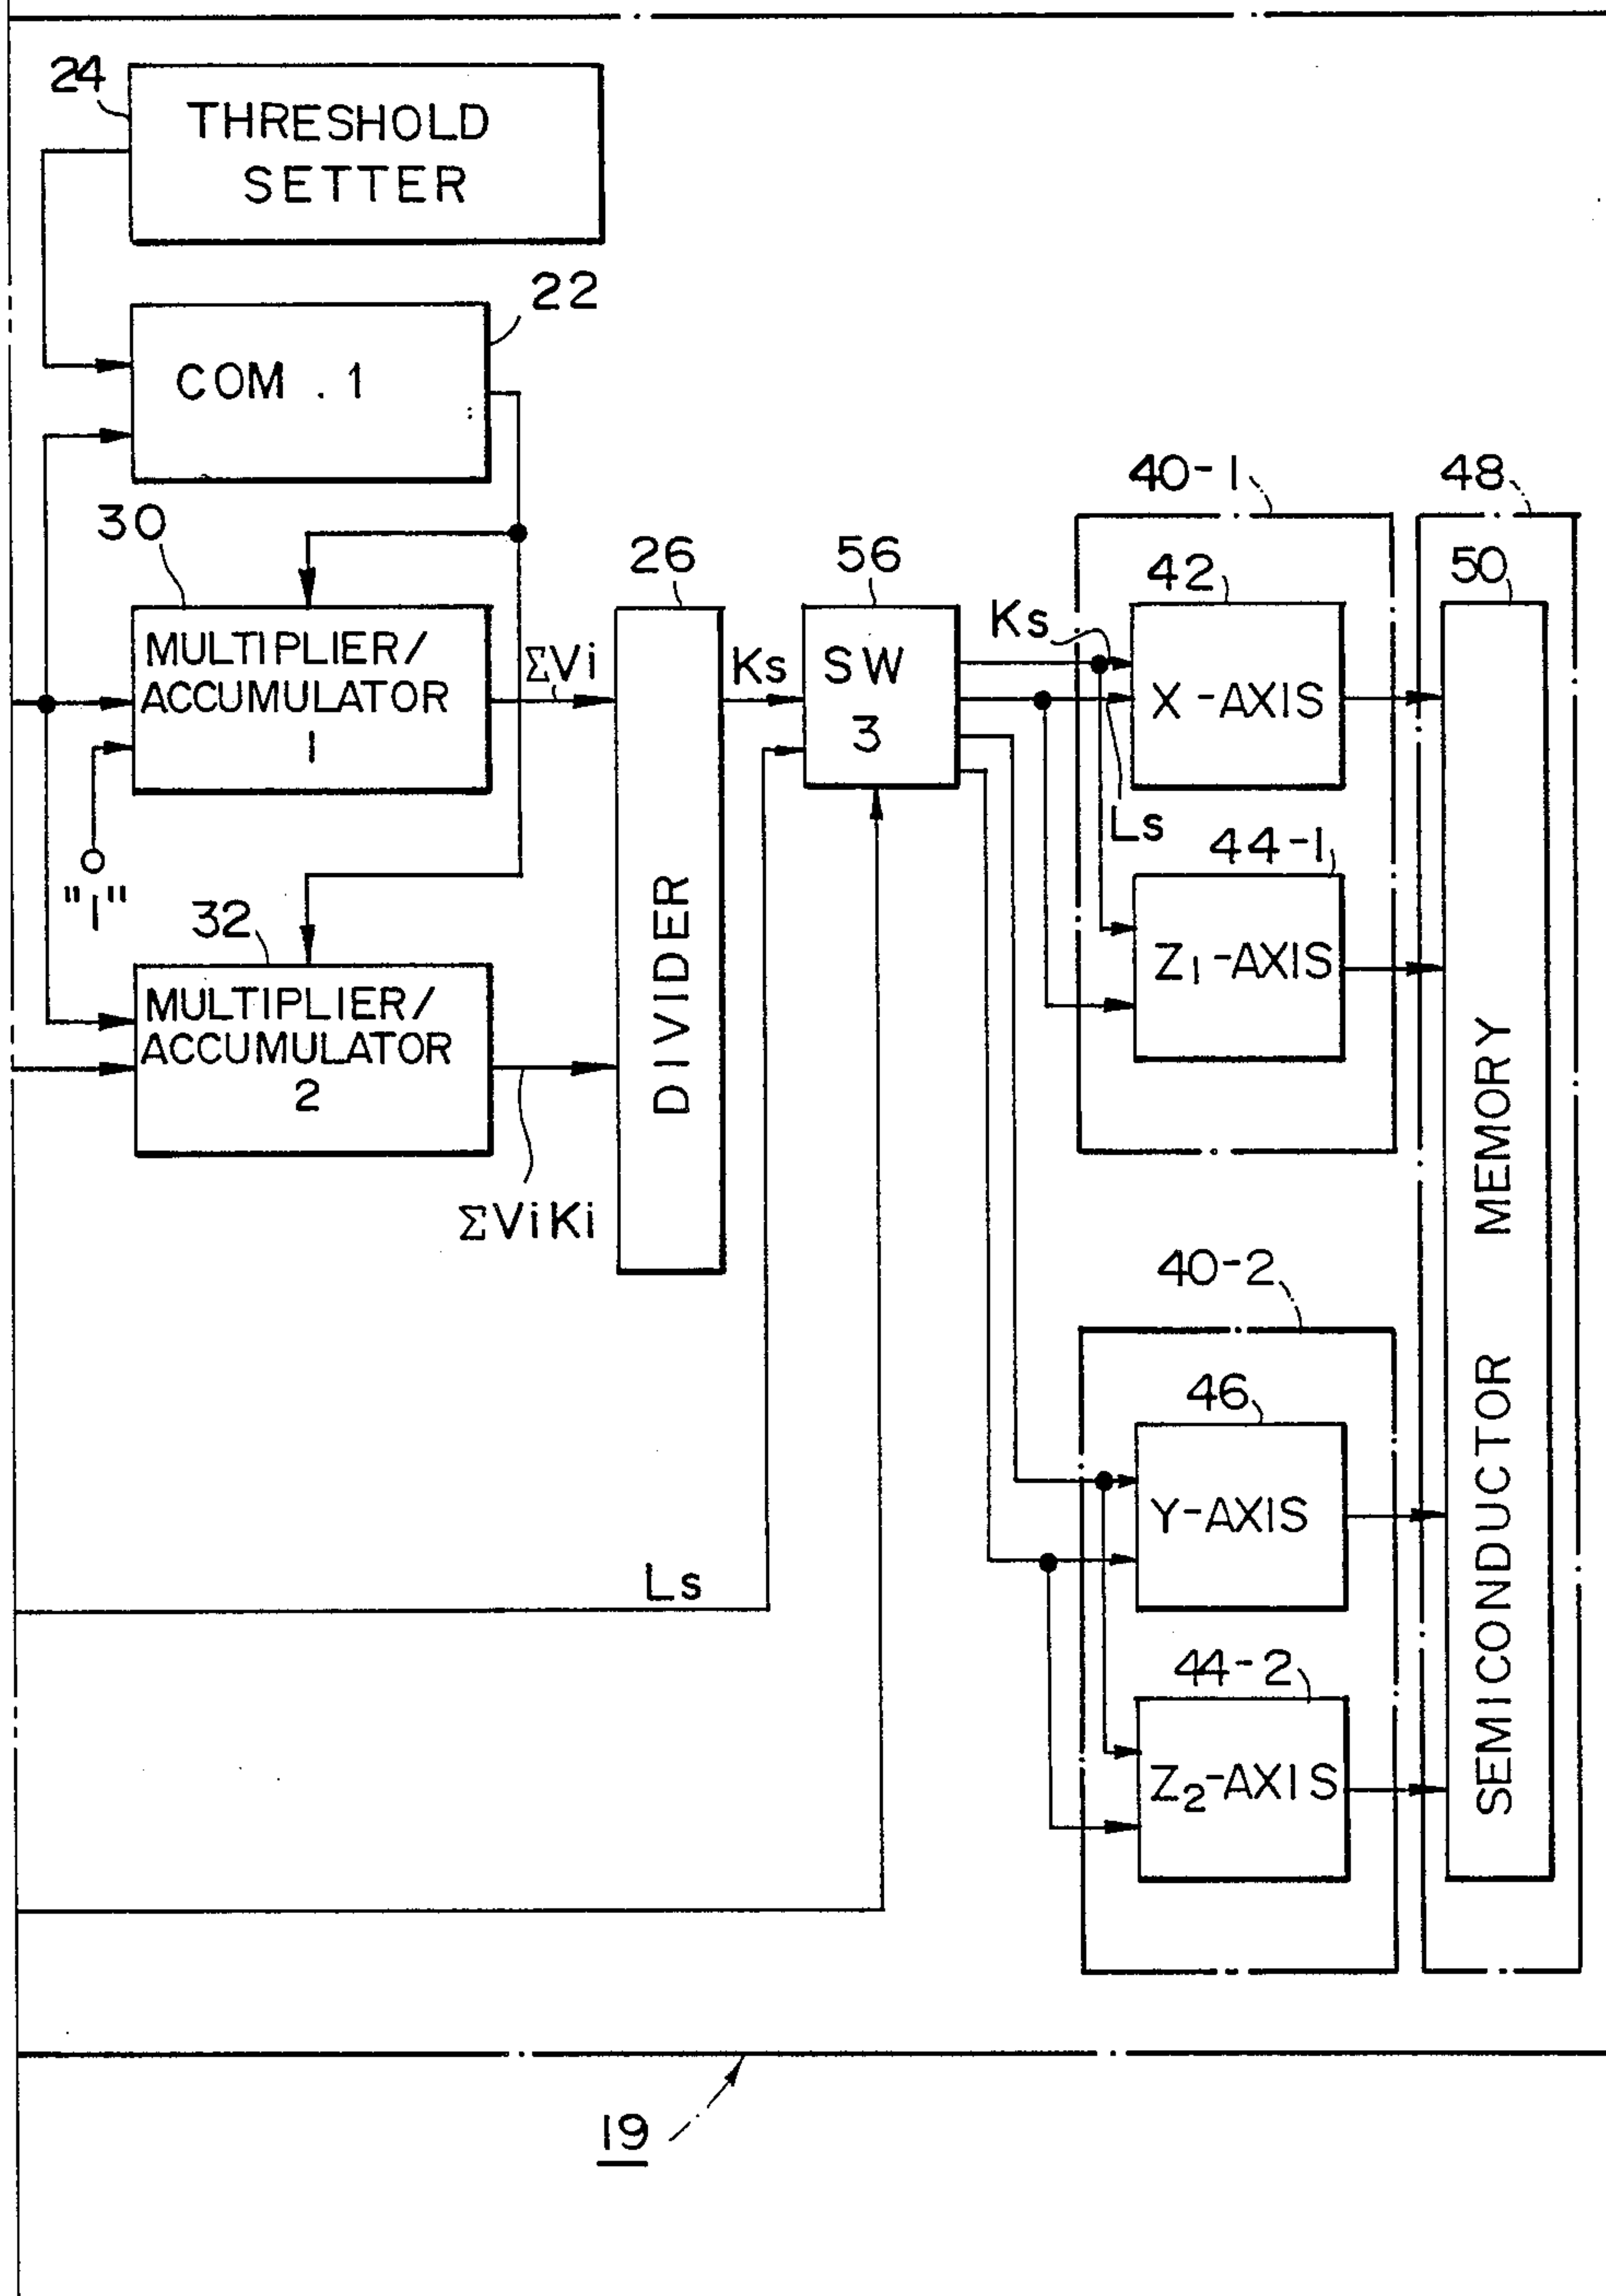 24
THRESHOLD
SETTER
22
COM . 1
30
MULTIPLIER/
ACCUMULATOR
1
ΣVi
"1"
32
MULTIPLIER/
ACCUMULATOR
2
ΣViKi
26
DIVIDER
Ks
56
SW
3
Ls
40-1
42
Ks
X-AXIS
Ls
44-1
Z1-AXIS
40-2
46
Y-AXIS
44-2
Z2-AXIS
48
50
SEMICONDUCTOR MEMORY
19